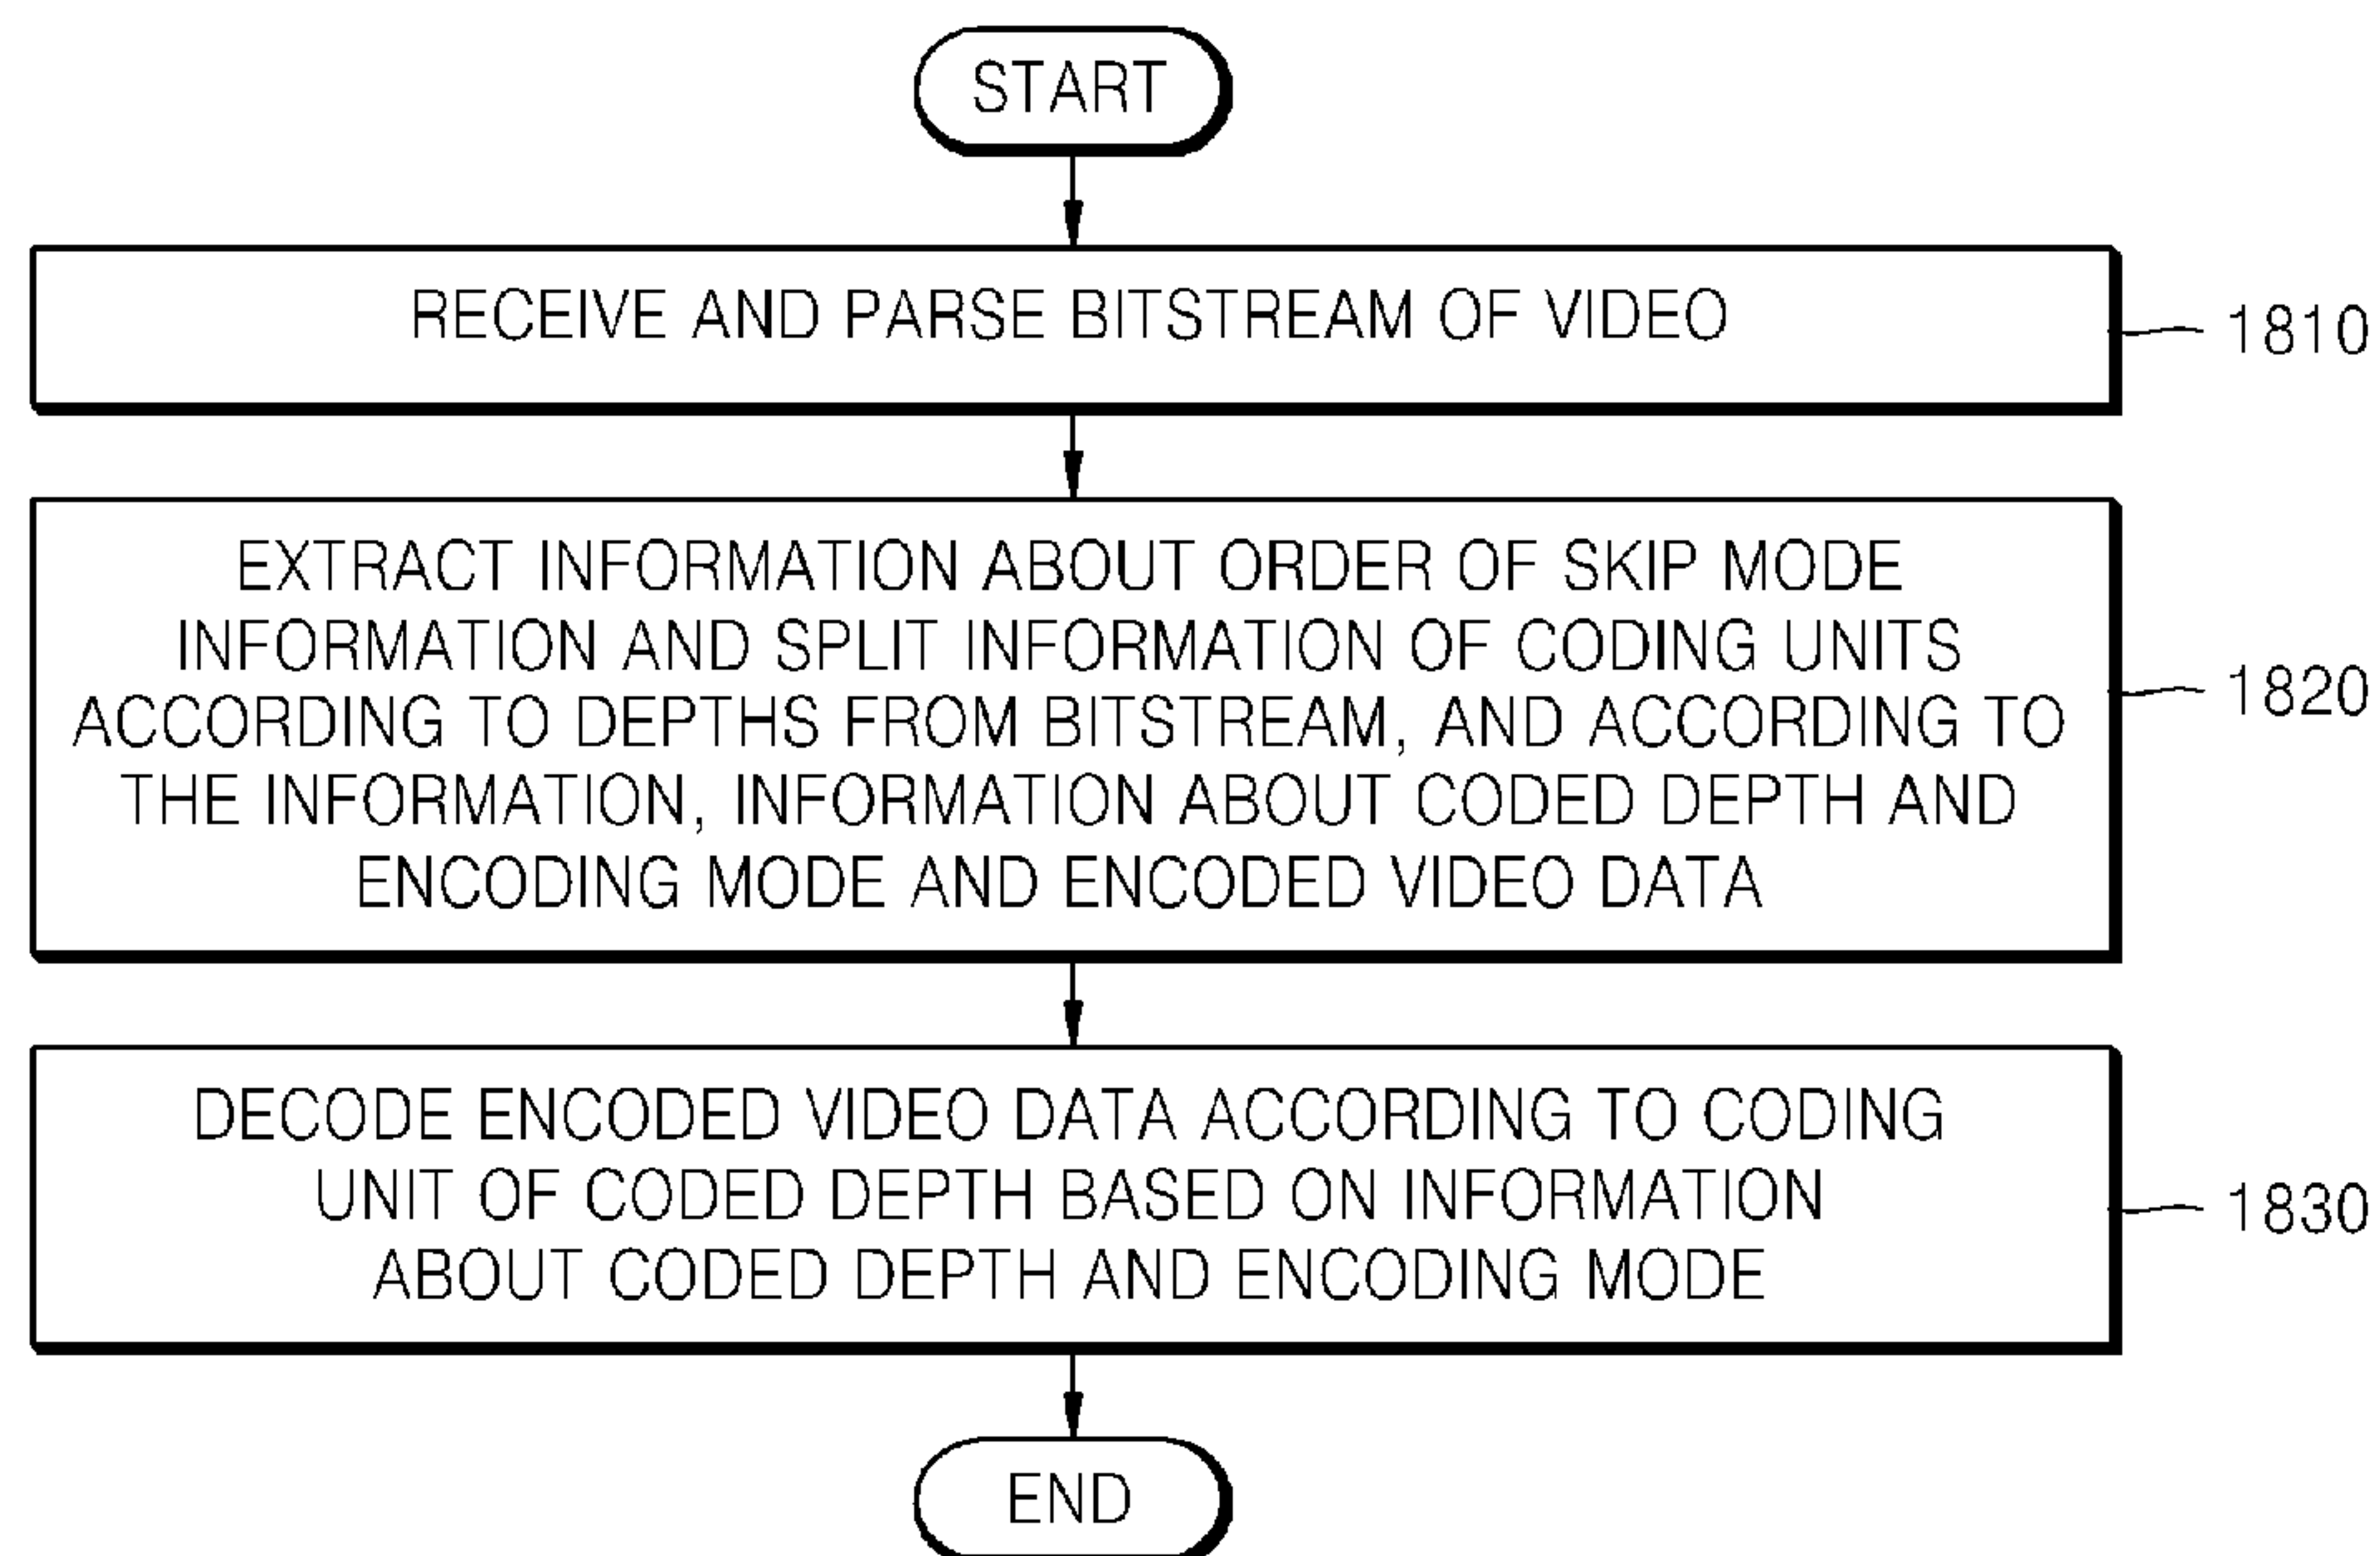 START
RECEIVE AND PARSE BITSTREAM OF VIDEO
1810
EXTRACT INFORMATION ABOUT ORDER OF SKIP MODE
INFORMATION AND SPLIT INFORMATION OF CODING UNITS
ACCORDING TO DEPTHS FROM BITSTREAM, AND ACCORDING TO
THE INFORMATION, INFORMATION ABOUT CODED DEPTH AND
ENCODING MODE AND ENCODED VIDEO DATA
1820
DECODE ENCODED VIDEO DATA ACCORDING TO CODING
UNIT OF CODED DEPTH BASED ON INFORMATION
ABOUT CODED DEPTH AND ENCODING MODE
1830
END